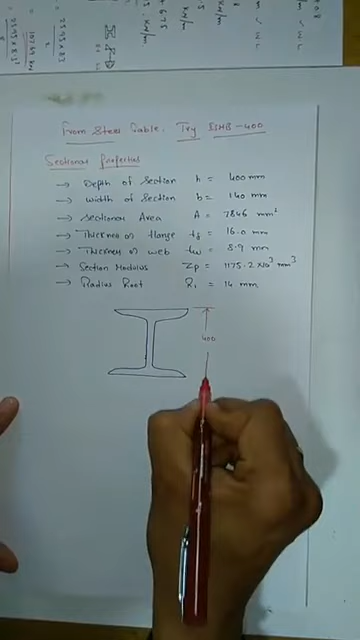 From Steel Table, Try ISMB-400
Sectional Properties
→ Depth of Section h = 400 mm
→ Width of Section b = 140 mm
→ Sectional Area A = 7846 mm²
→ Thickness of flange tf = 16.0 mm
→ Thickness of web tw = 8.9 mm
→ Section Modulus Zp = 1175.2 × 10³ mm³
→ Radius Root R1 = 14 mm
400